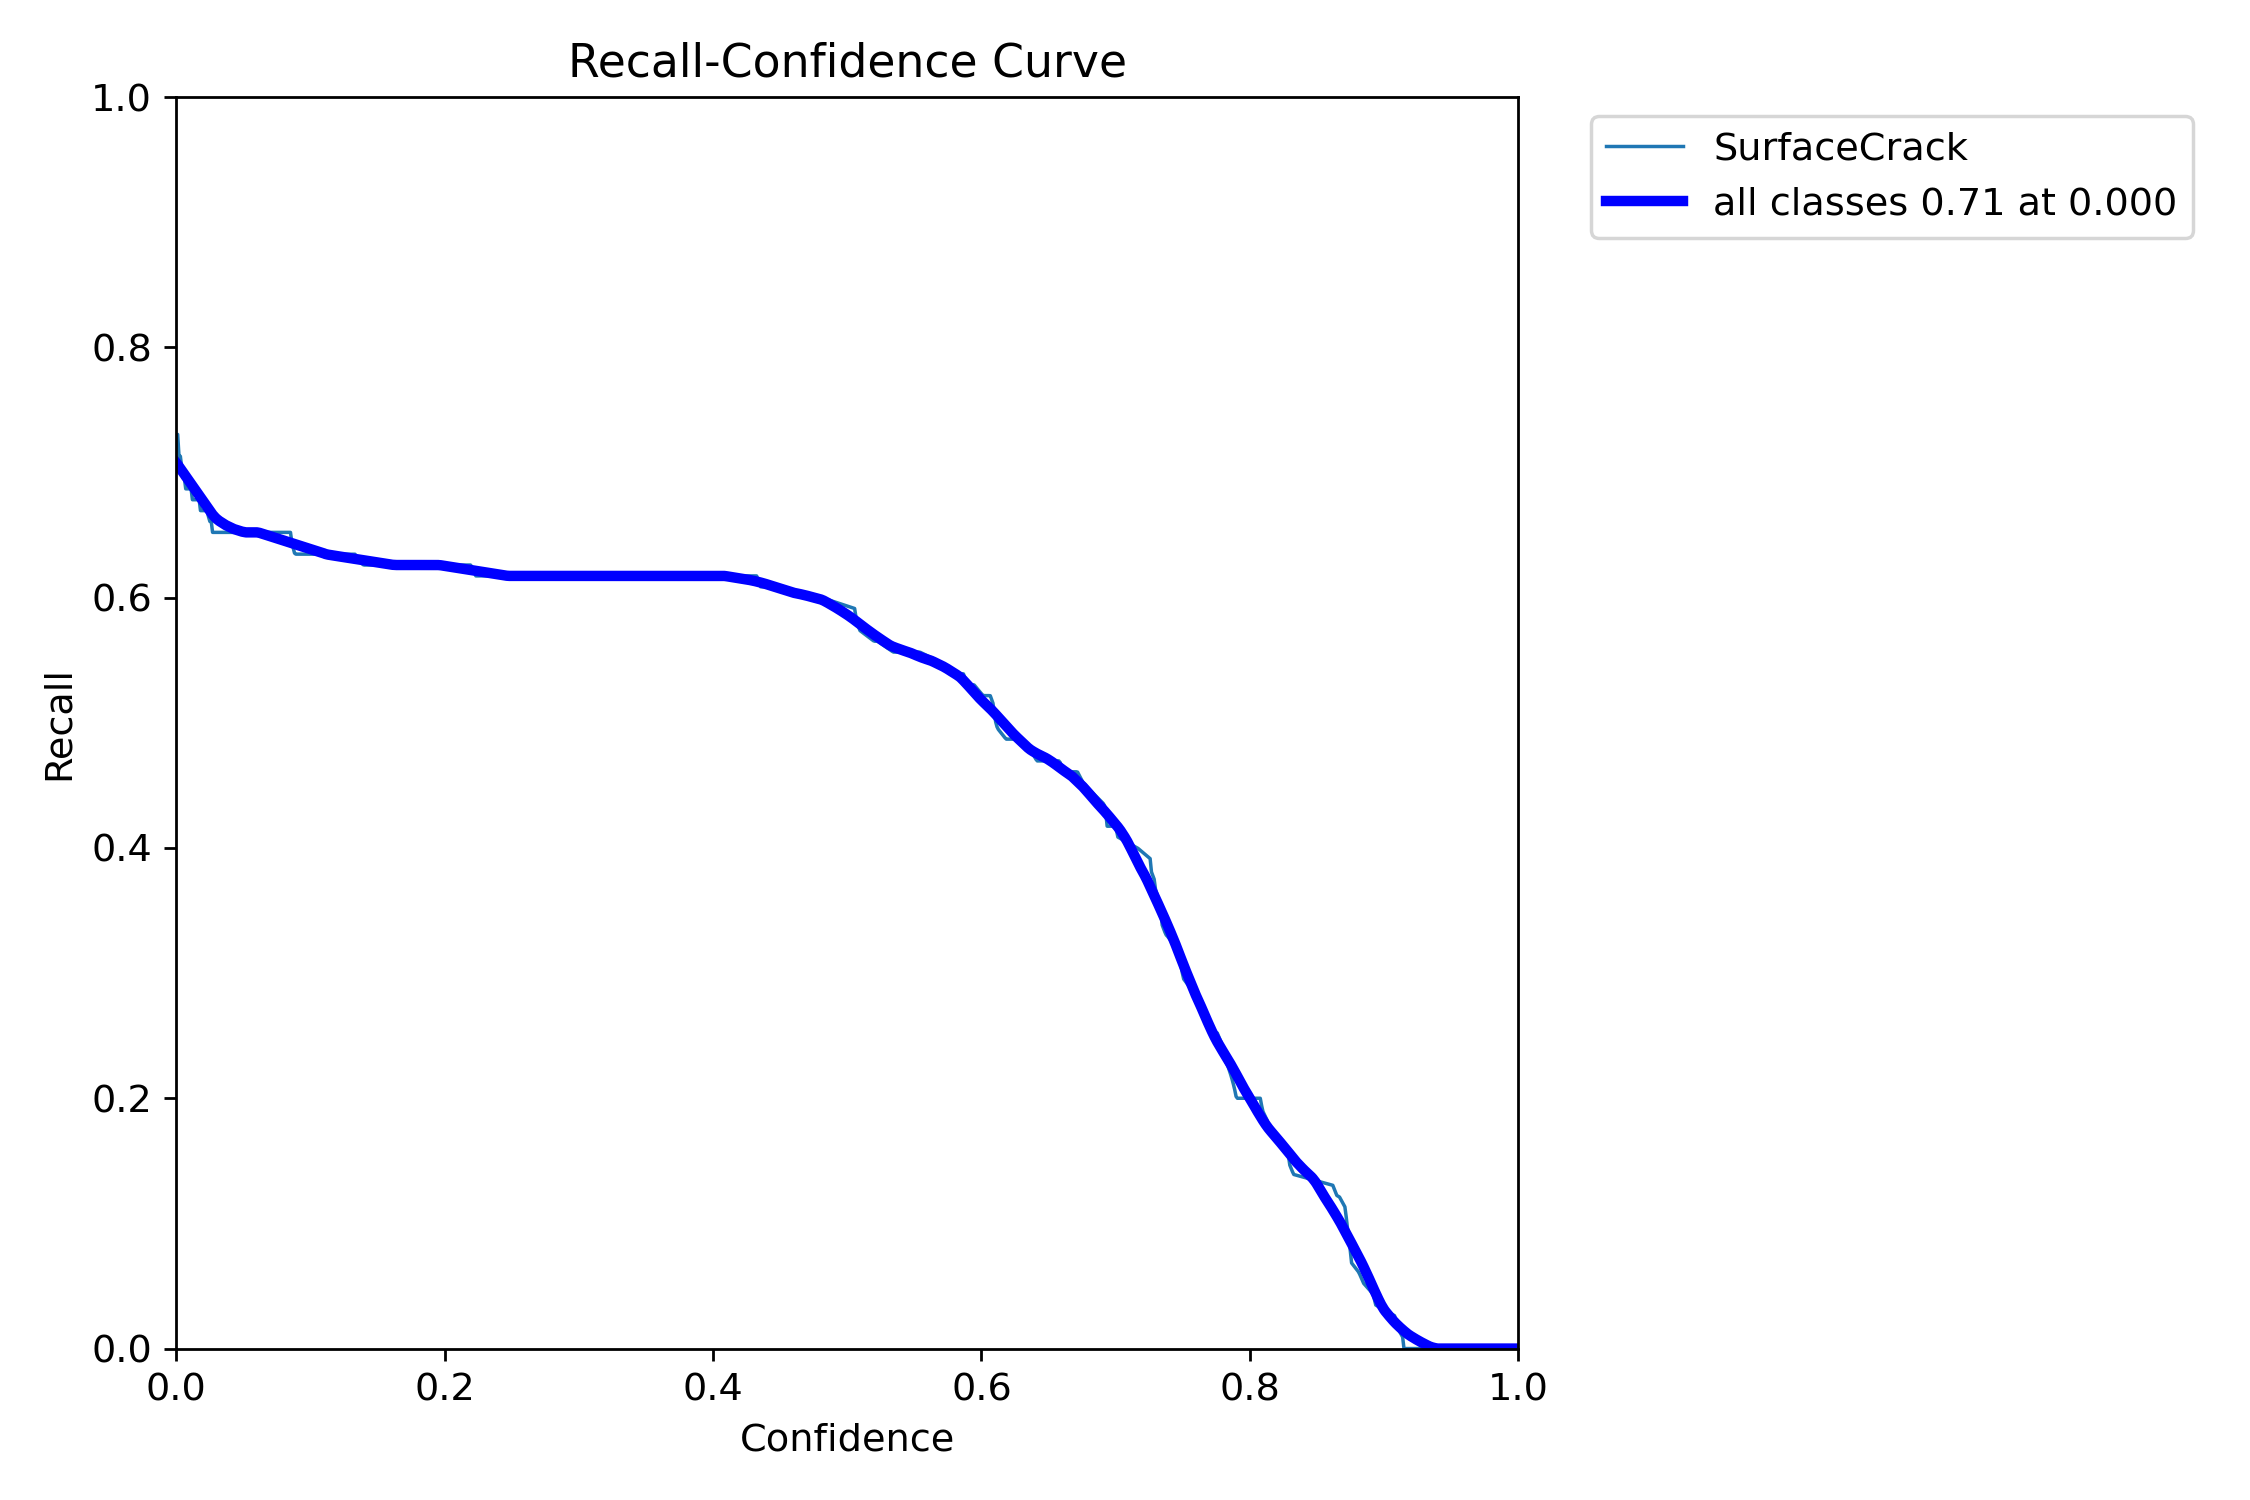 Recall-Confidence Curve
1.0
0.8
0.6
0.4
0.2
0.0
Recall
0.0 0.2 0.4 0.6 0.8 1.0
Confidence
SurfaceCrack
all classes 0.71 at 0.000